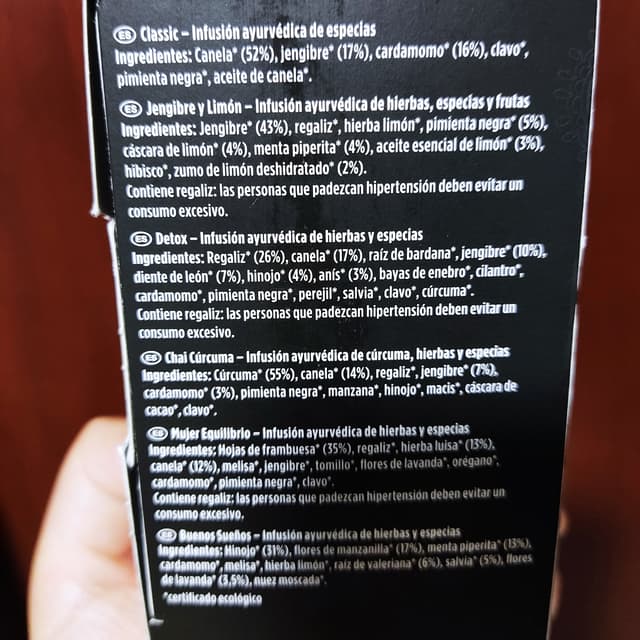 ES Classic – Infusión ayurvédica de especias
Ingredientes: Canela* (52%), jengibre* (17%), cardamomo* (16%), clavo*,
pimienta negra*, aceite de canela*.
ES Jengibre y Limón – Infusión ayurvédica de hierbas, especias y frutas
Ingredientes: Jengibre* (43%), regaliz*, hierba limón*, pimienta negra* (5%),
cáscara de limón* (4%), menta piperita* (4%), aceite esencial de limón* (3%),
hibisco*, zumo de limón deshidratado* (2%).
Contiene regaliz: las personas que padezcan hipertensión deben evitar un
consumo excesivo.
ES Detox – Infusión ayurvédica de hierbas y especias
Ingredientes: Regaliz* (26%), canela* (17%), raíz de bardana*, jengibre* (10%),
diente de león* (7%), hinojo* (4%), anís* (3%), bayas de enebro*, cilantro*,
cardamomo*, pimienta negra*, perejil*, salvia*, clavo*, cúrcuma*.
Contiene regaliz: las personas que padezcan hipertensión deben evitar un
consumo excesivo.
ES Chai Cúrcuma – Infusión ayurvédica de cúrcuma, hierbas y especias
Ingredientes: Cúrcuma* (55%), canela* (14%), regaliz*, jengibre* (7%),
cardamomo* (3%), pimienta negra*, manzana*, hinojo*, macis*, cáscara de
cacao*, clavo*.
ES Mujer Equilibrio – Infusión ayurvédica de hierbas y especias
Ingredientes: Hojas de frambuesa* (35%), regaliz*, hierba luisa* (13%),
canela* (12%), melisa*, jengibre*, tomillo*, flores de lavanda*, orégano*,
cardamomo*, pimienta negra*, clavo*.
Contiene regaliz: las personas que padezcan hipertensión deben evitar un
consumo excesivo.
ES Buenos Sueños – Infusión ayurvédica de hierbas y especias
Ingredientes: Hinojo* (31%), flores de manzanilla* (17%), menta piperita* (13%),
cardamomo*, melisa*, hierba limón*, raíz de valeriana* (6%), salvia* (5%), flores
de lavanda* (3,5%), nuez moscada*.
*certificado ecológico